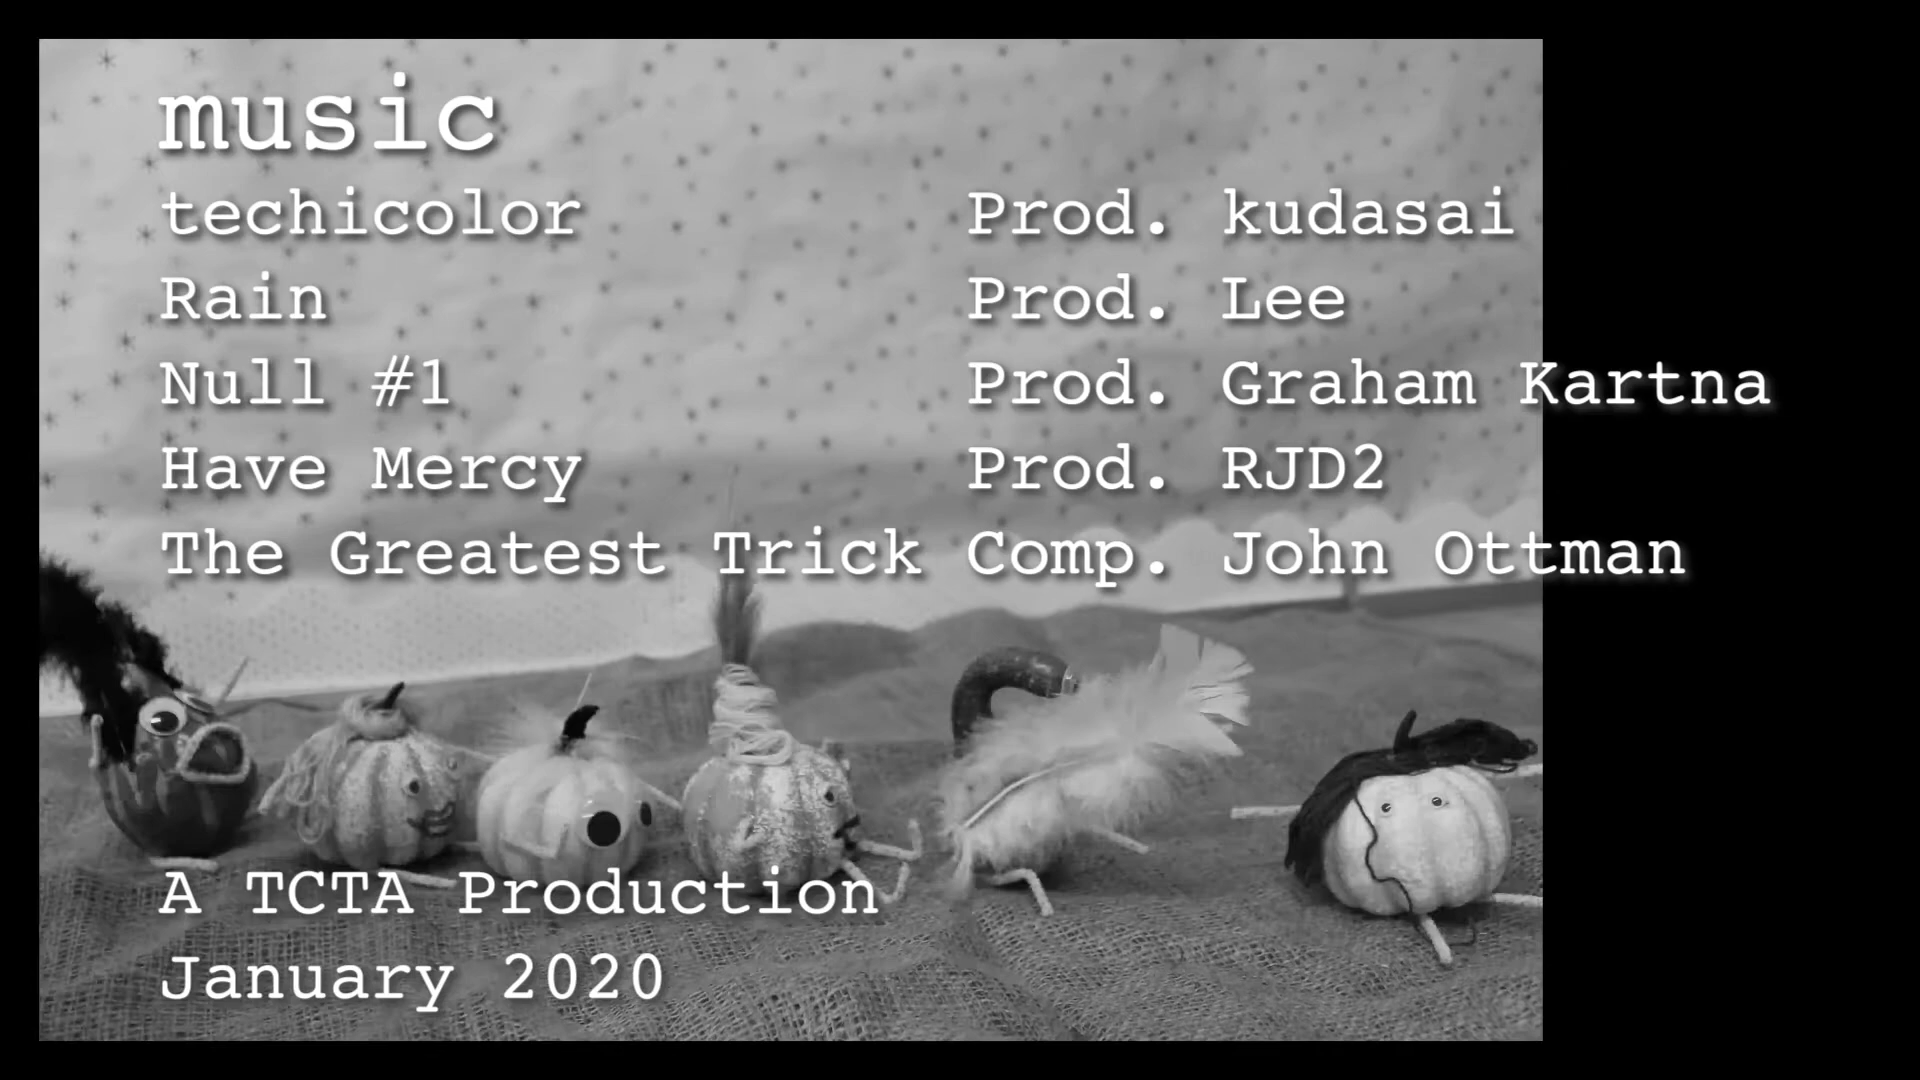 music
techicolor Prod. kudasai
Rain Prod. Lee
Null #1 Prod. Graham Kartna
Have Mercy Prod. RJD2
The Greatest Trick Comp. John Ottman
A TCTA Production
January 2020